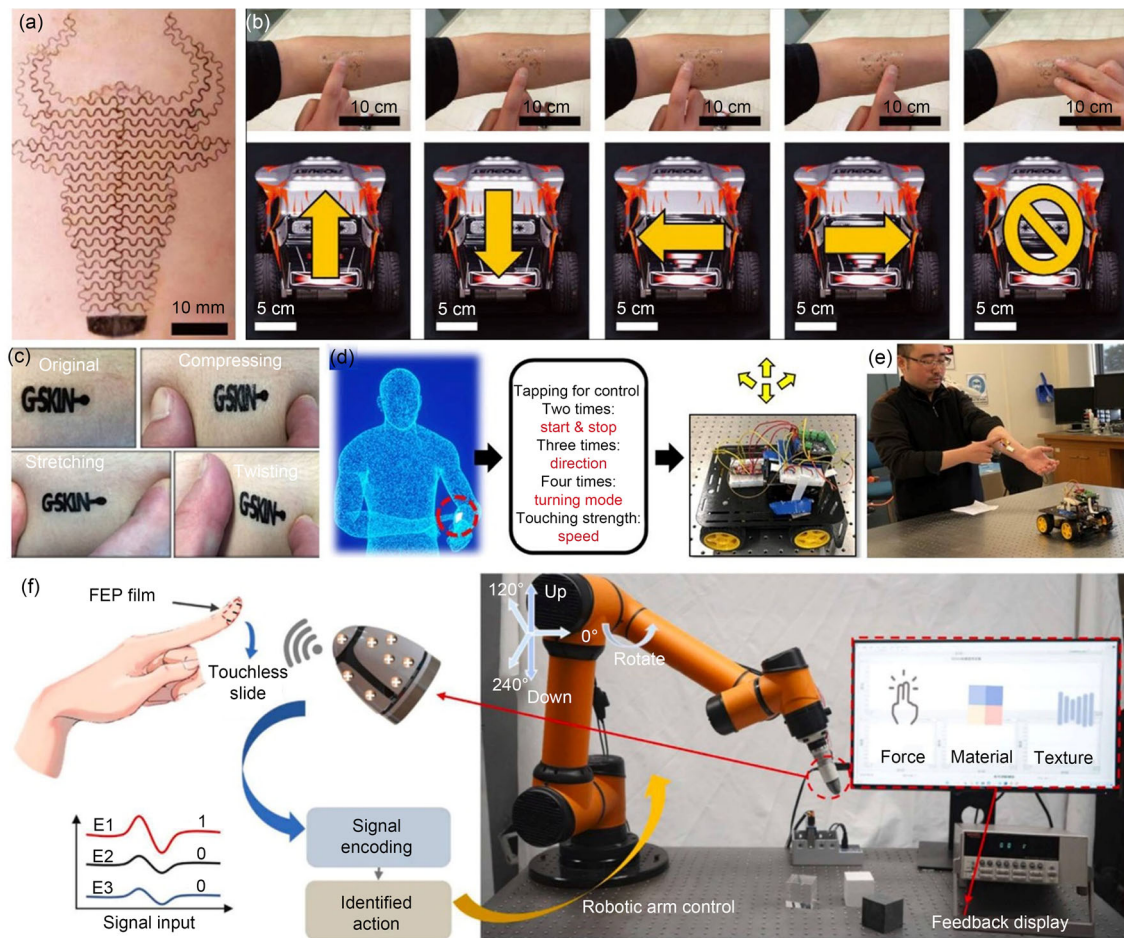 (a)
10 mm
(b)
10 cm
10 cm
10 cm
10 cm
10 cm
5 cm
5 cm
5 cm
5 cm
5 cm
(c)
Original
G-SKIN
Compressing
G-SKIN
Stretching
G-SKIN
Twisting
G-SKIN
(d)
Tapping for control
Two times:
start & stop
Three times:
direction
Four times:
turning mode
Touching strength:
speed
(e)
(f)
FEP film
Touchless
slide
E1 1
E2 0
E3 0
Signal input
Signal
encoding
Identified
action
120°
Up
0°
Rotate
240°
Down
Force
Material
Texture
Robotic arm control
Feedback display